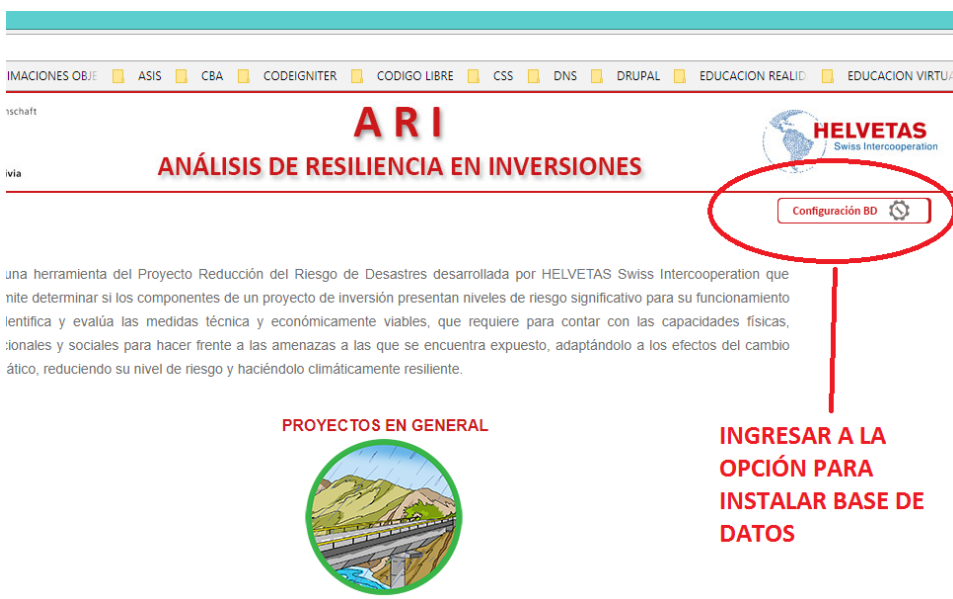 IMACIONES OBJE ASIS CBA CODEIGNITER CODIGO LIBRE CSS DNS DRUPAL EDUCACION REALID EDUCACION VIRTUA
nschaft
ivia
A R I
ANÁLISIS DE RESILIENCIA EN INVERSIONES
HELVETAS
Swiss Intercooperation
Configuración BD
una herramienta del Proyecto Reducción del Riesgo de Desastres desarrollada por HELVETAS Swiss Intercooperation que
mite determinar si los componentes de un proyecto de inversión presentan niveles de riesgo significativo para su funcionamiento
lentifica y evalúa las medidas técnica y económicamente viables, que requiere para contar con las capacidades físicas,
cionales y sociales para hacer frente a las amenazas a las que se encuentra expuesto, adaptándolo a los efectos del cambio
ático, reduciendo su nivel de riesgo y haciéndolo climáticamente resiliente.
PROYECTOS EN GENERAL
INGRESAR A LA
OPCIÓN PARA
INSTALAR BASE DE
DATOS